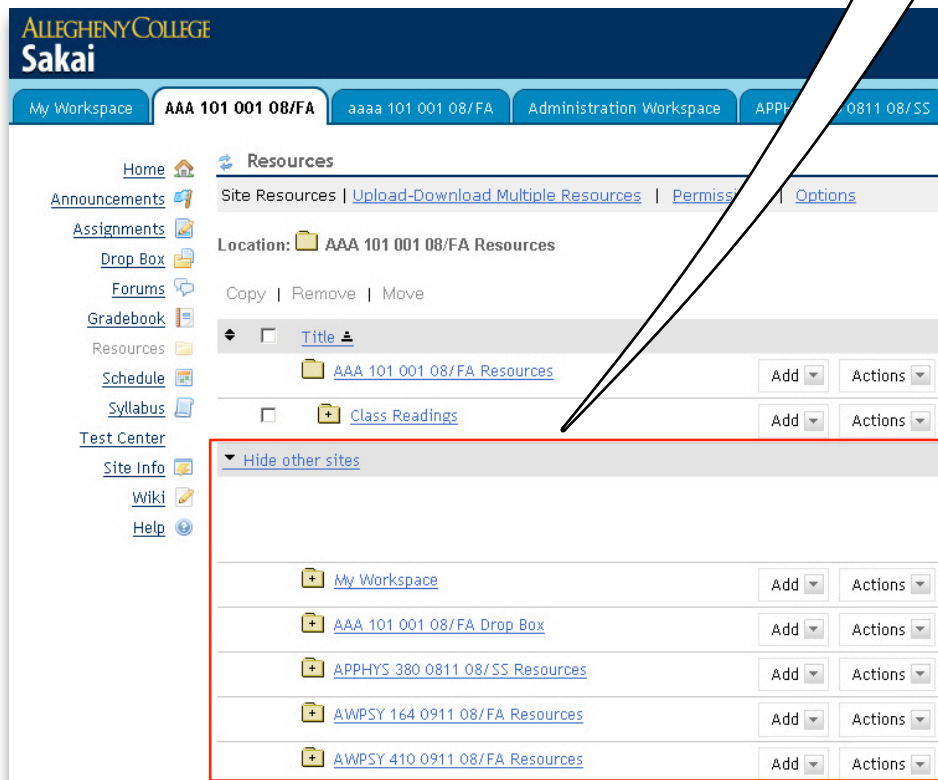 ALLEGHENY COLLEGE
Sakai
My Workspace AAA 101 001 08/FA aaaa 101 001 08/FA Administration Workspace 0811 08/SS
Home
Announcements
Assignments
Drop Box
Forums
Gradebook
Resources
Schedule
Syllabus
Test Center
Site Info
Wiki
Help
Resources
Site Resources | Upload-Download Multiple Resources | | Options
Location: AAA 101 001 08/FA Resources
Copy | Remove | Move
Title
AAA 101 001 08/FA Resources Add Actions
Class Readings Add Actions
Hide other sites
My Workspace Add Actions
AAA 101 001 08/FA Drop Box Add Actions
APPHYS 380 0811 08/SS Resources Add Actions
AWPSY 164 0911 08/FA Resources Add Actions
AWPSY 410 0911 08/FA Resources Add Actions